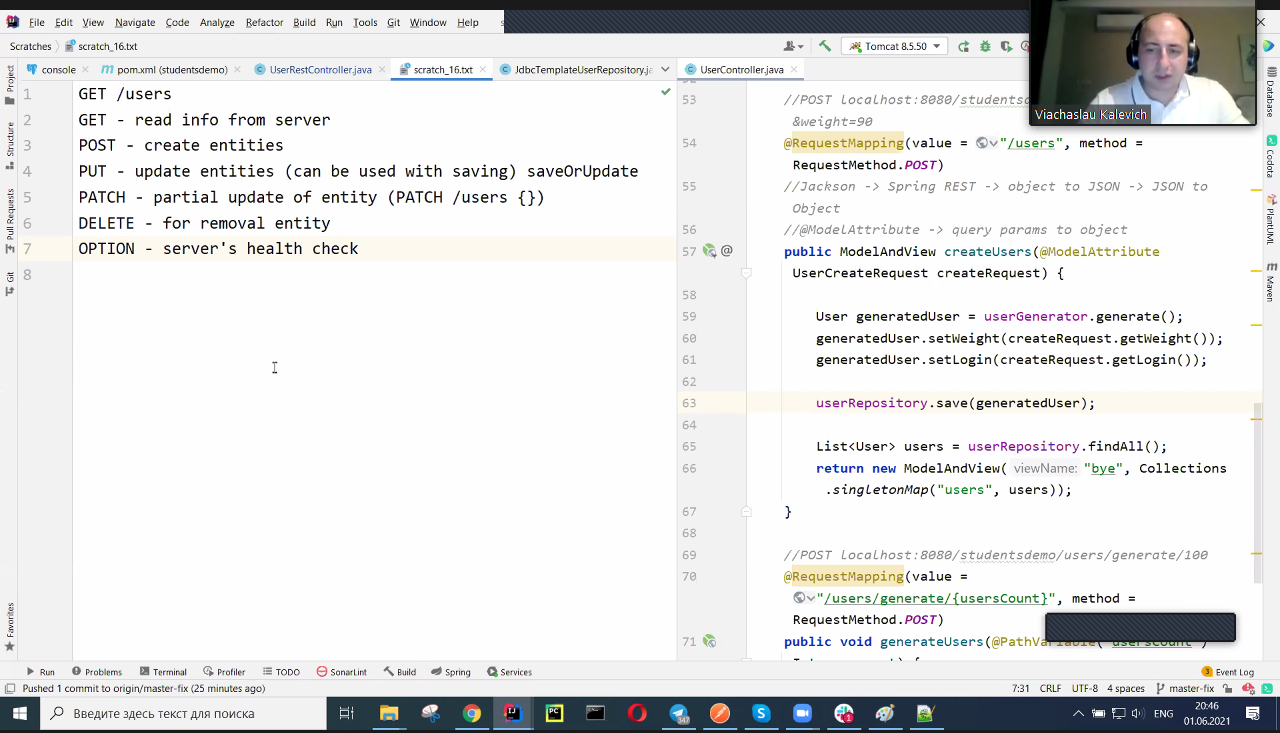 File Edit View Navigate Code Analyze Refactor Build Run Tools Git Window Help
Scratches scratch_16.txt
Tomcat 8.5.50
console pom.xml (studentsdemo) UserRestController.java scratch_16.txt JdbcTemplateUserRepository.j UserController.java
1 GET /users
2 GET - read info from server
3 POST - create entities
4 PUT - update entities (can be used with saving) saveOrUpdate
5 PATCH - partial update of entity (PATCH /users {})
6 DELETE - for removal entity
7 OPTION - server's health check
8
53 //POST localhost:8080/studentsd
&weight=90
54 @RequestMapping(value = "/users", method =
RequestMethod.POST)
55 //Jackson -> Spring REST -> object to JSON -> JSON to
Object
56 //@ModelAttribute -> query params to object
57 public ModelAndView createUsers(@ModelAttribute
UserCreateRequest createRequest) {
58
59 User generatedUser = userGenerator.generate();
60 generatedUser.setWeight(createRequest.getWeight());
61 generatedUser.setLogin(createRequest.getLogin());
62
63 userRepository.save(generatedUser);
64
65 List<User> users = userRepository.findAll();
66 return new ModelAndView( viewName: "bye", Collections
.singletonMap("users", users));
67 }
68
69 //POST localhost:8080/studentsdemo/users/generate/100
70 @RequestMapping(value =
"/users/generate/{usersCount}", method =
RequestMethod.POST)
71 public void generateUsers(@PathVariable("usersCount")
Viachaslau Kalevich
Project
Structure
Pull Requests
Git
Favorites
Database
Codota
PlantUML
Maven
Run Problems Terminal Profiler TODO SonarLint Build Spring Services Event Log
Pushed 1 commit to origin/master-fix (25 minutes ago) 7:31 CRLF UTF-8 4 spaces master-fix
Введите здесь текст для поиска
347
ENG
20:46
01.06.2021